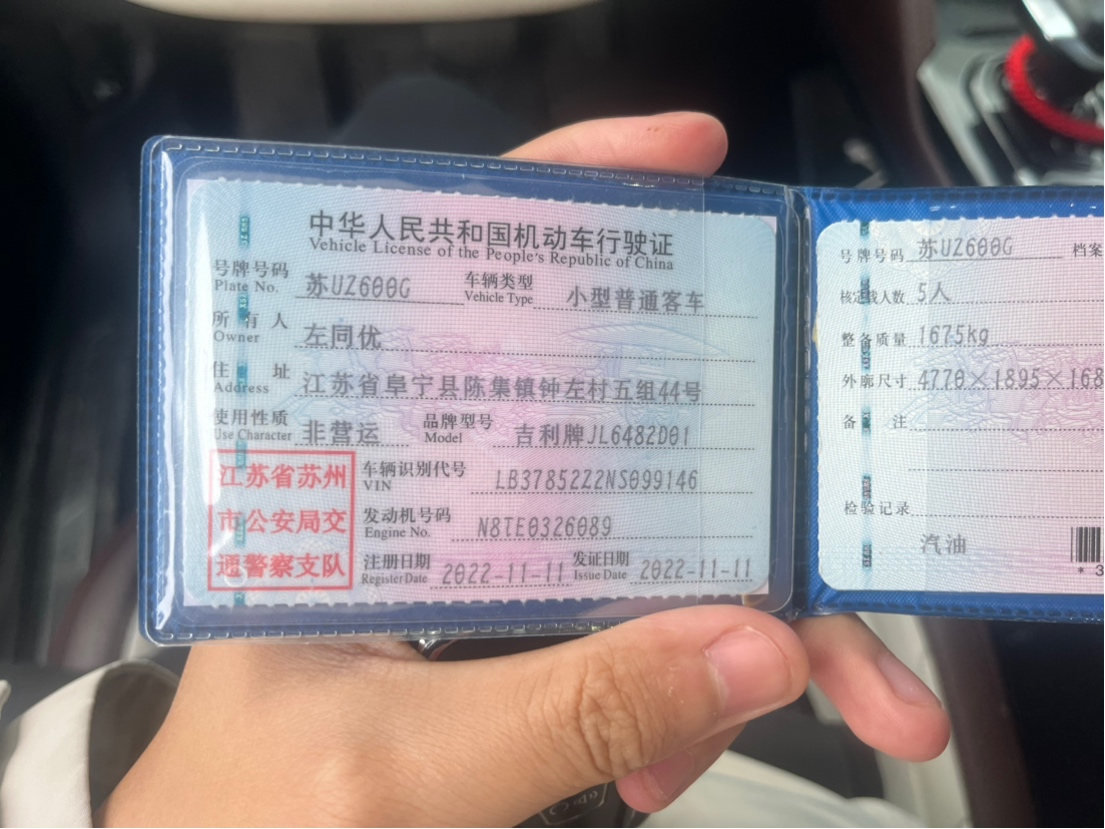 中华人民共和国机动车行驶证
Vehicle License of the People's Republic of China
号牌号码 苏UZ600G 车辆类型 小型普通客车
Plate No. Vehicle Type
所有人 左同优
Owner
住址 江苏省阜宁县陈集镇钟左村五组44号
Address
使用性质 非营运 品牌型号 吉利牌JL6482D01
Use Character Model
江苏省苏州
市公安局交
通警察支队
车辆识别代号 LB37852Z2NS099146
VIN
发动机号码 N8TE0326089
Engine No.
注册日期 2022-11-11 发证日期 2022-11-11
Register Date Issue Date
号牌号码 苏UZ600G 档案
核定载人数 5人
整备质量 1675kg
外廓尺寸 4770×1895×168
备注
检验记录
汽油
* 3